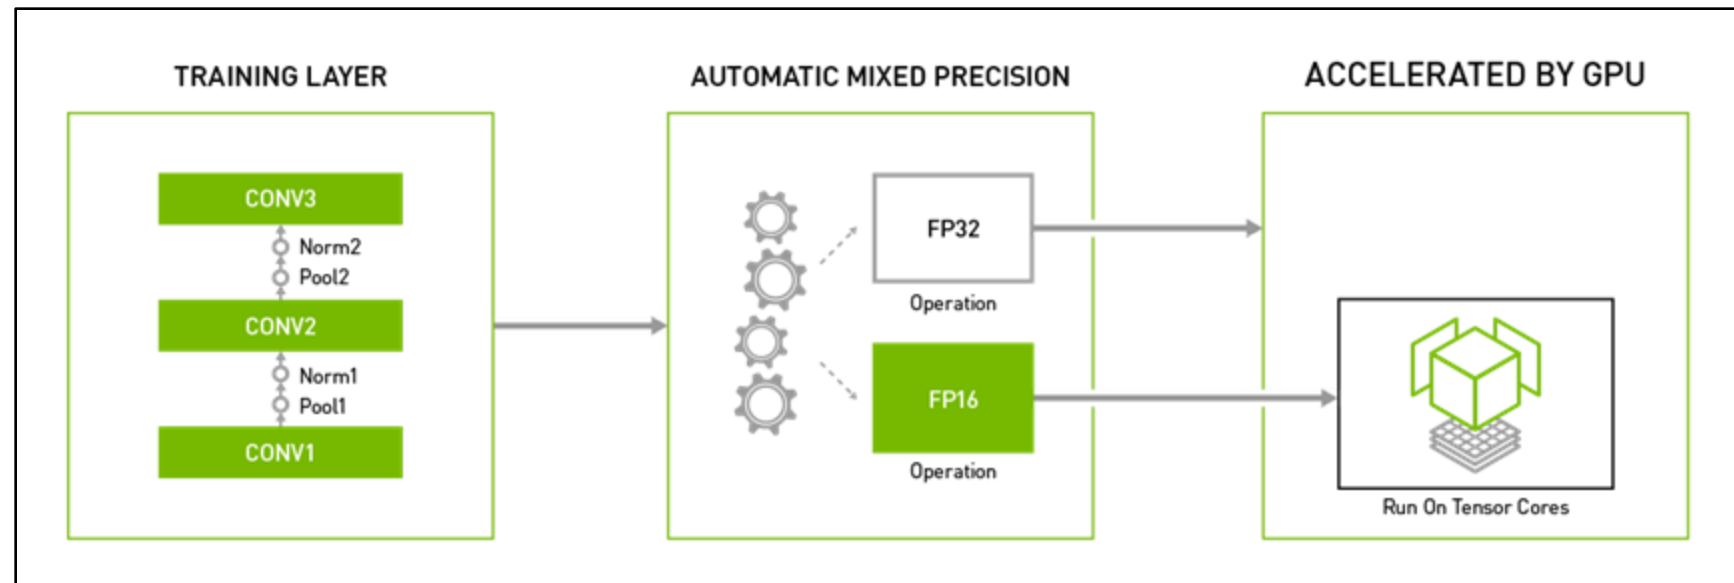 TRAINING LAYER
CONV3
Norm2
Pool2
CONV2
Norm1
Pool1
CONV1
AUTOMATIC MIXED PRECISION
FP32
Operation
FP16
Operation
ACCELERATED BY GPU
Run On Tensor Cores